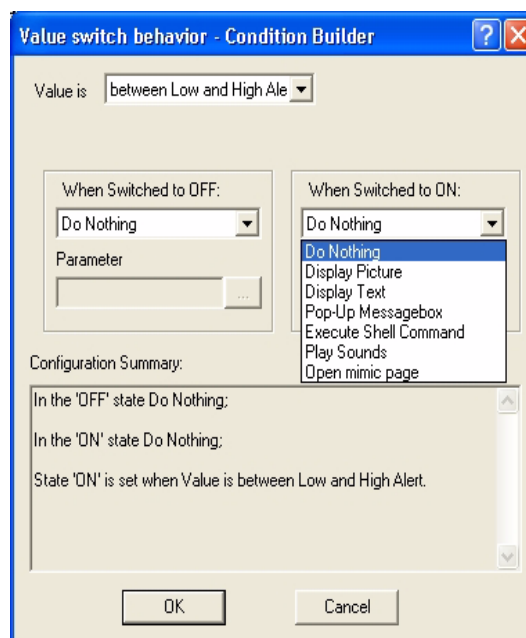 Value switch behavior - Condition Builder
Value is between Low and High Ale
When Switched to OFF:
Do Nothing
Parameter
...
When Switched to ON:
Do Nothing
Do Nothing
Display Picture
Display Text
Pop-Up Messagebox
Execute Shell Command
Play Sounds
Open mimic page
Configuration Summary:
In the 'OFF' state Do Nothing;
In the 'ON' state Do Nothing;
State 'ON' is set when Value is between Low and High Alert.
OK Cancel